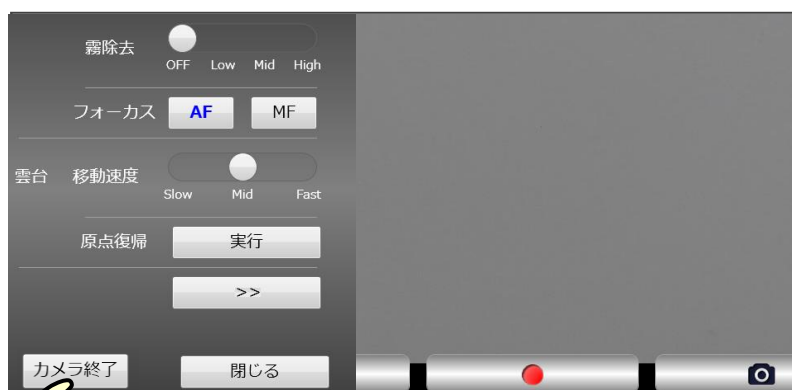 霧除去
OFF Low Mid High
フォーカス AF MF
雲台 移動速度
Slow Mid Fast
原点復帰 実行
>>
カメラ終了 閉じる